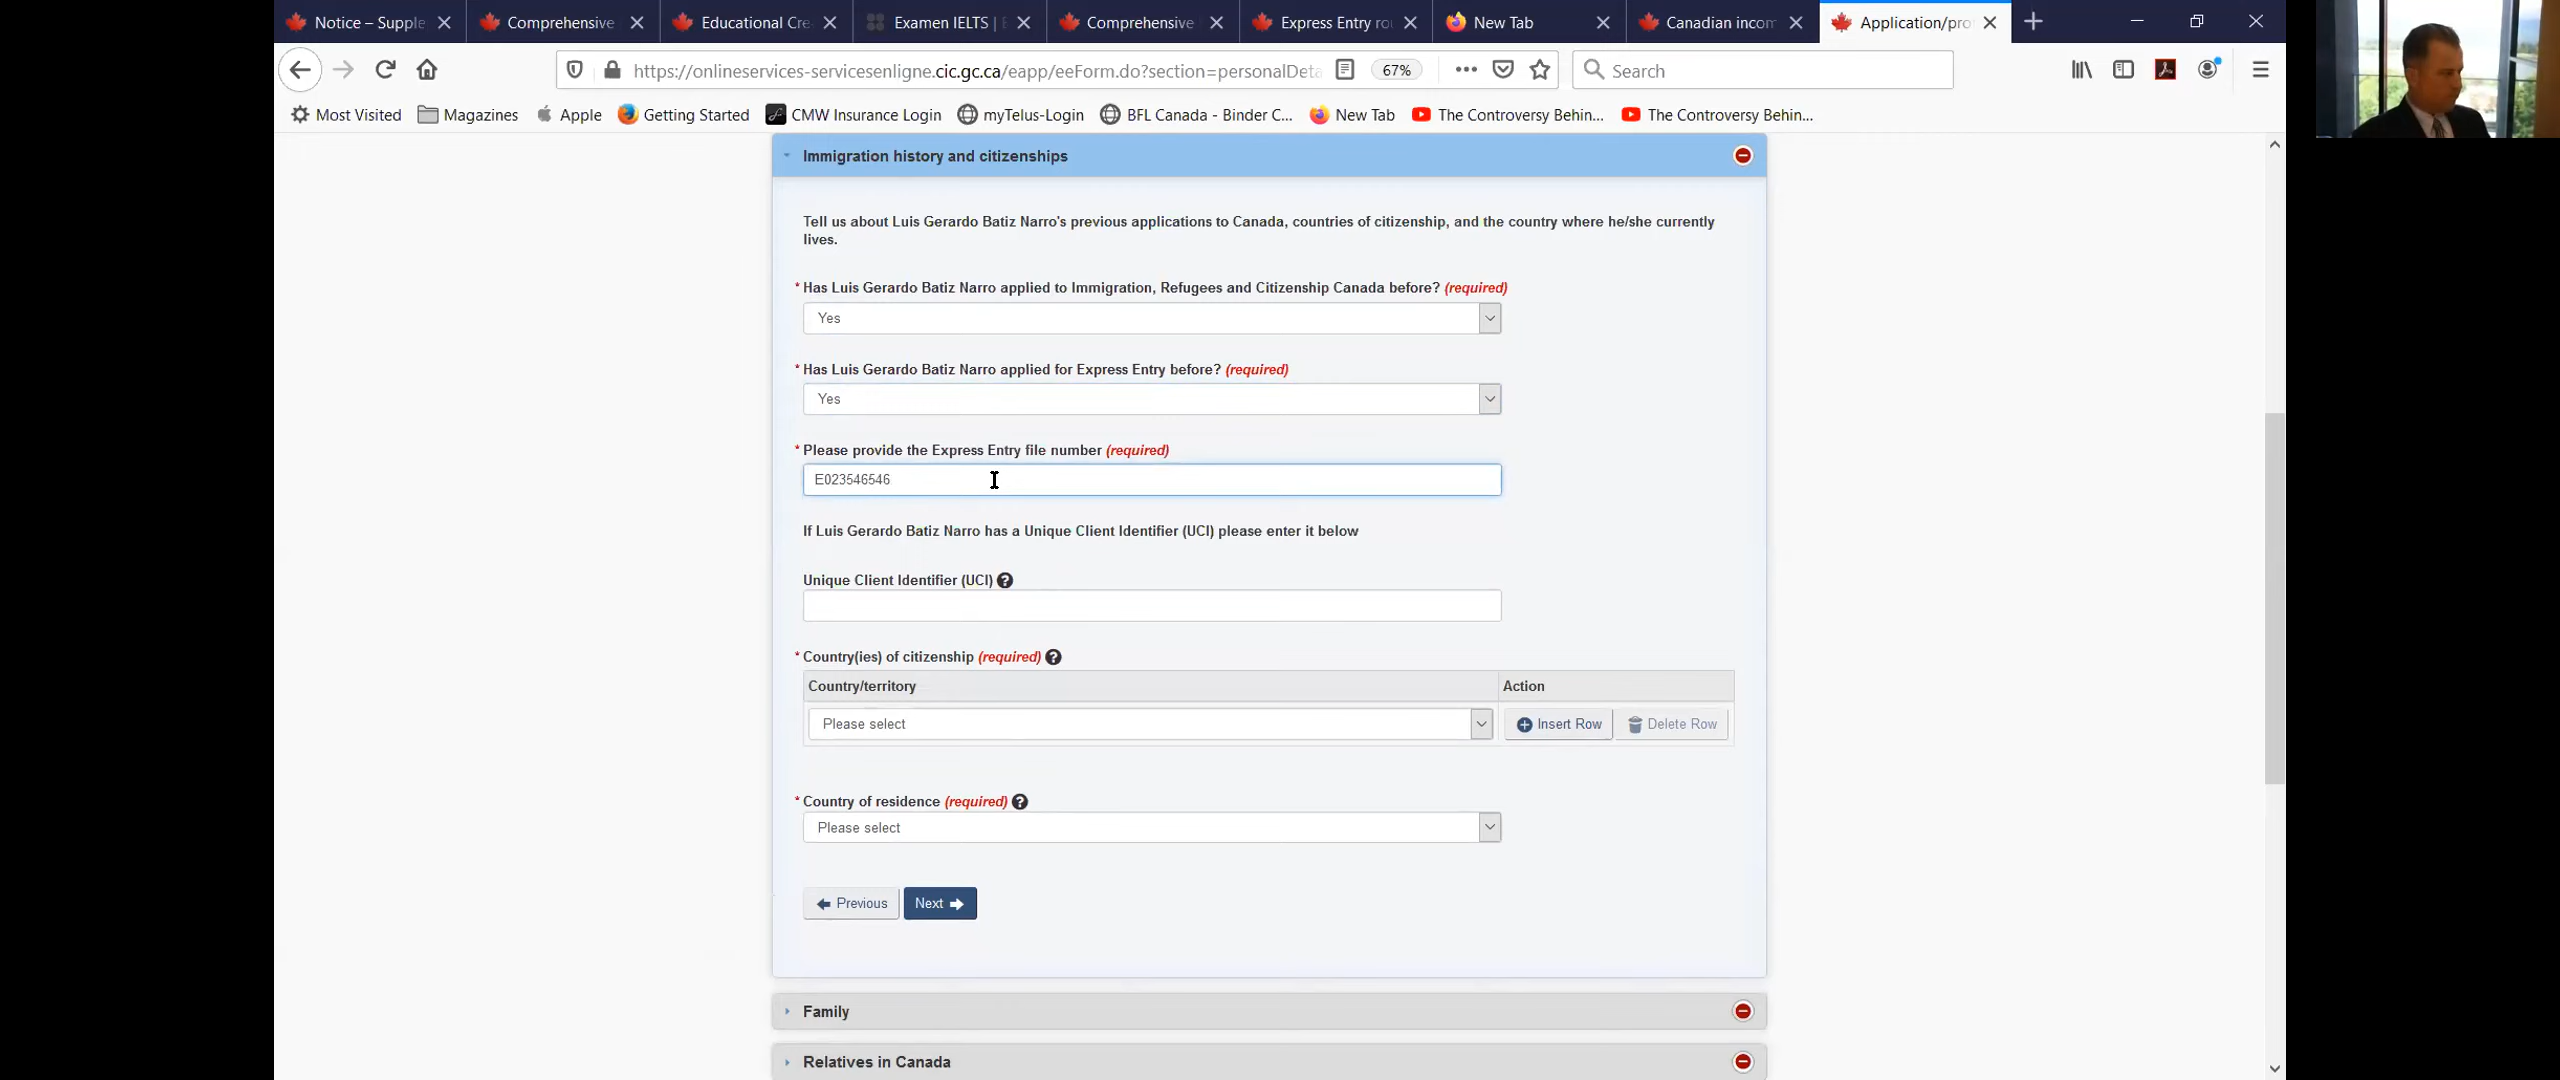 Notice – Supple
Comprehensive
Educational Cre
Examen IELTS |
Comprehensive
Express Entry ro
New Tab
Canadian incom
Application/pro
https://onlineservices-servicesenligne.cic.gc.ca/eapp/eeForm.do?section=personalDeta
67%
Search
Most Visited
Magazines
Apple
Getting Started
CMW Insurance Login
myTelus-Login
BFL Canada - Binder C...
New Tab
The Controversy Behin...
The Controversy Behin...
Immigration history and citizenships
Tell us about Luis Gerardo Batiz Narro's previous applications to Canada, countries of citizenship, and the country where he/she currently
lives.
* Has Luis Gerardo Batiz Narro applied to Immigration, Refugees and Citizenship Canada before? (required)
Yes
* Has Luis Gerardo Batiz Narro applied for Express Entry before? (required)
Yes
* Please provide the Express Entry file number (required)
E023546546
If Luis Gerardo Batiz Narro has a Unique Client Identifier (UCI) please enter it below
Unique Client Identifier (UCI)
* Country(ies) of citizenship (required)
Country/territory
Action
Please select
Insert Row
Delete Row
* Country of residence (required)
Please select
Previous
Next
Family
Relatives in Canada